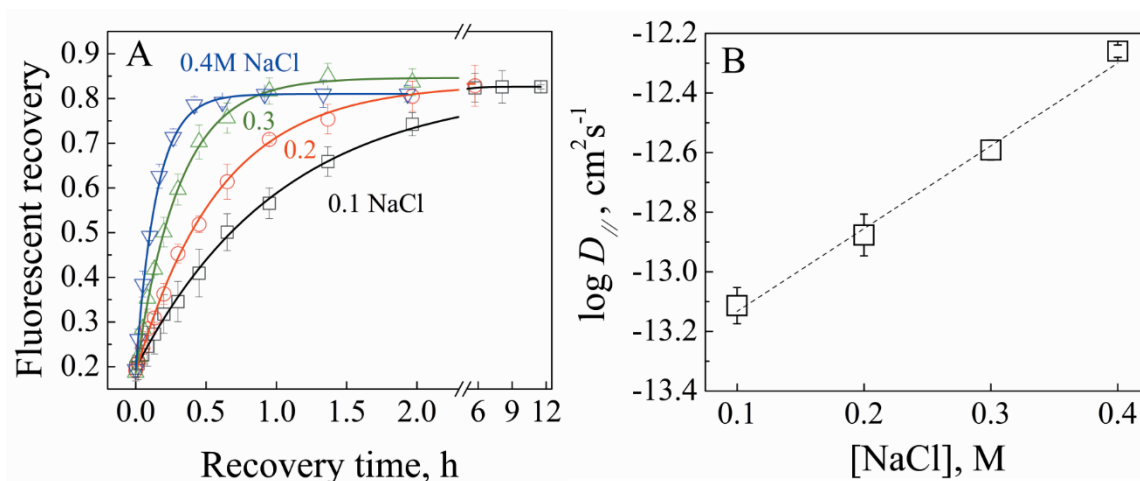 A
0.4M NaCl
0.3
0.2
0.1 NaCl
Fluorescent recovery
0.9
0.8
0.7
0.6
0.5
0.4
0.3
0.2
0.0 0.5 1.0 1.5 2.0 6 9 12
Recovery time, h
B
log D//, cm²s⁻¹
-12.2
-12.4
-12.6
-12.8
-13.0
-13.2
-13.4
0.1 0.2 0.3 0.4
[NaCl], M